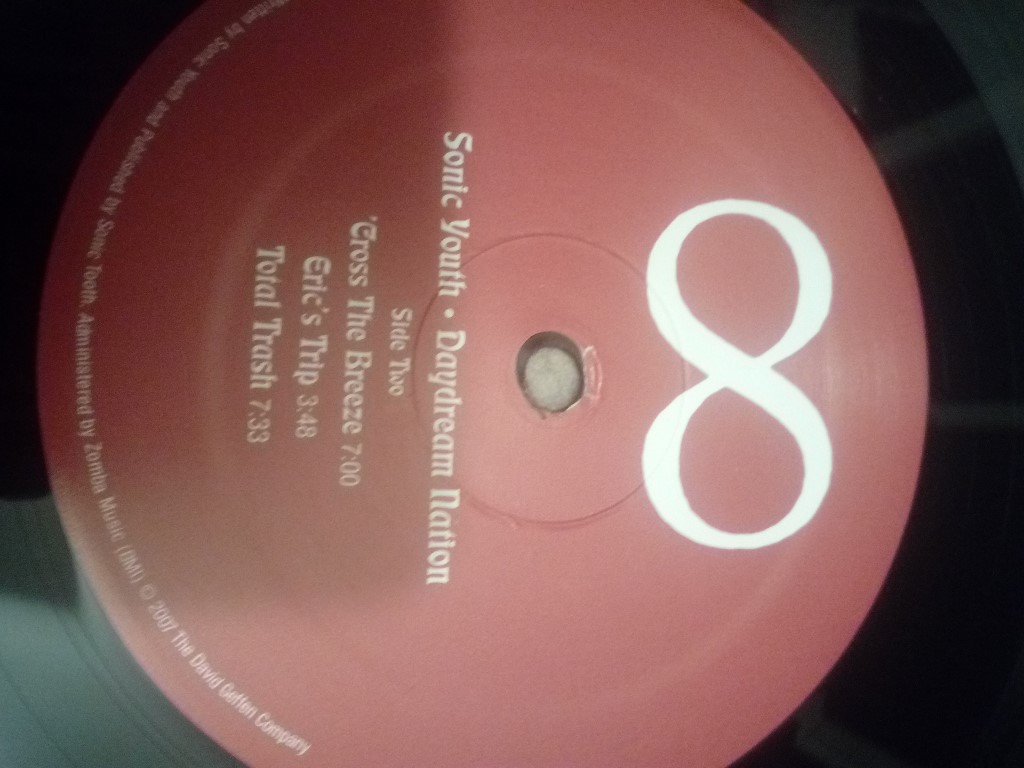 Sonic Youth • Daydream Nation
Side Two
'Cross The Breeze 7:00
Eric's Trip 3:48
Total Trash 7:33
Written by Sonic Youth and Published by Sonic Tooth. Administered by Zomba Music (BMI) © 2007 The David Geffen Company